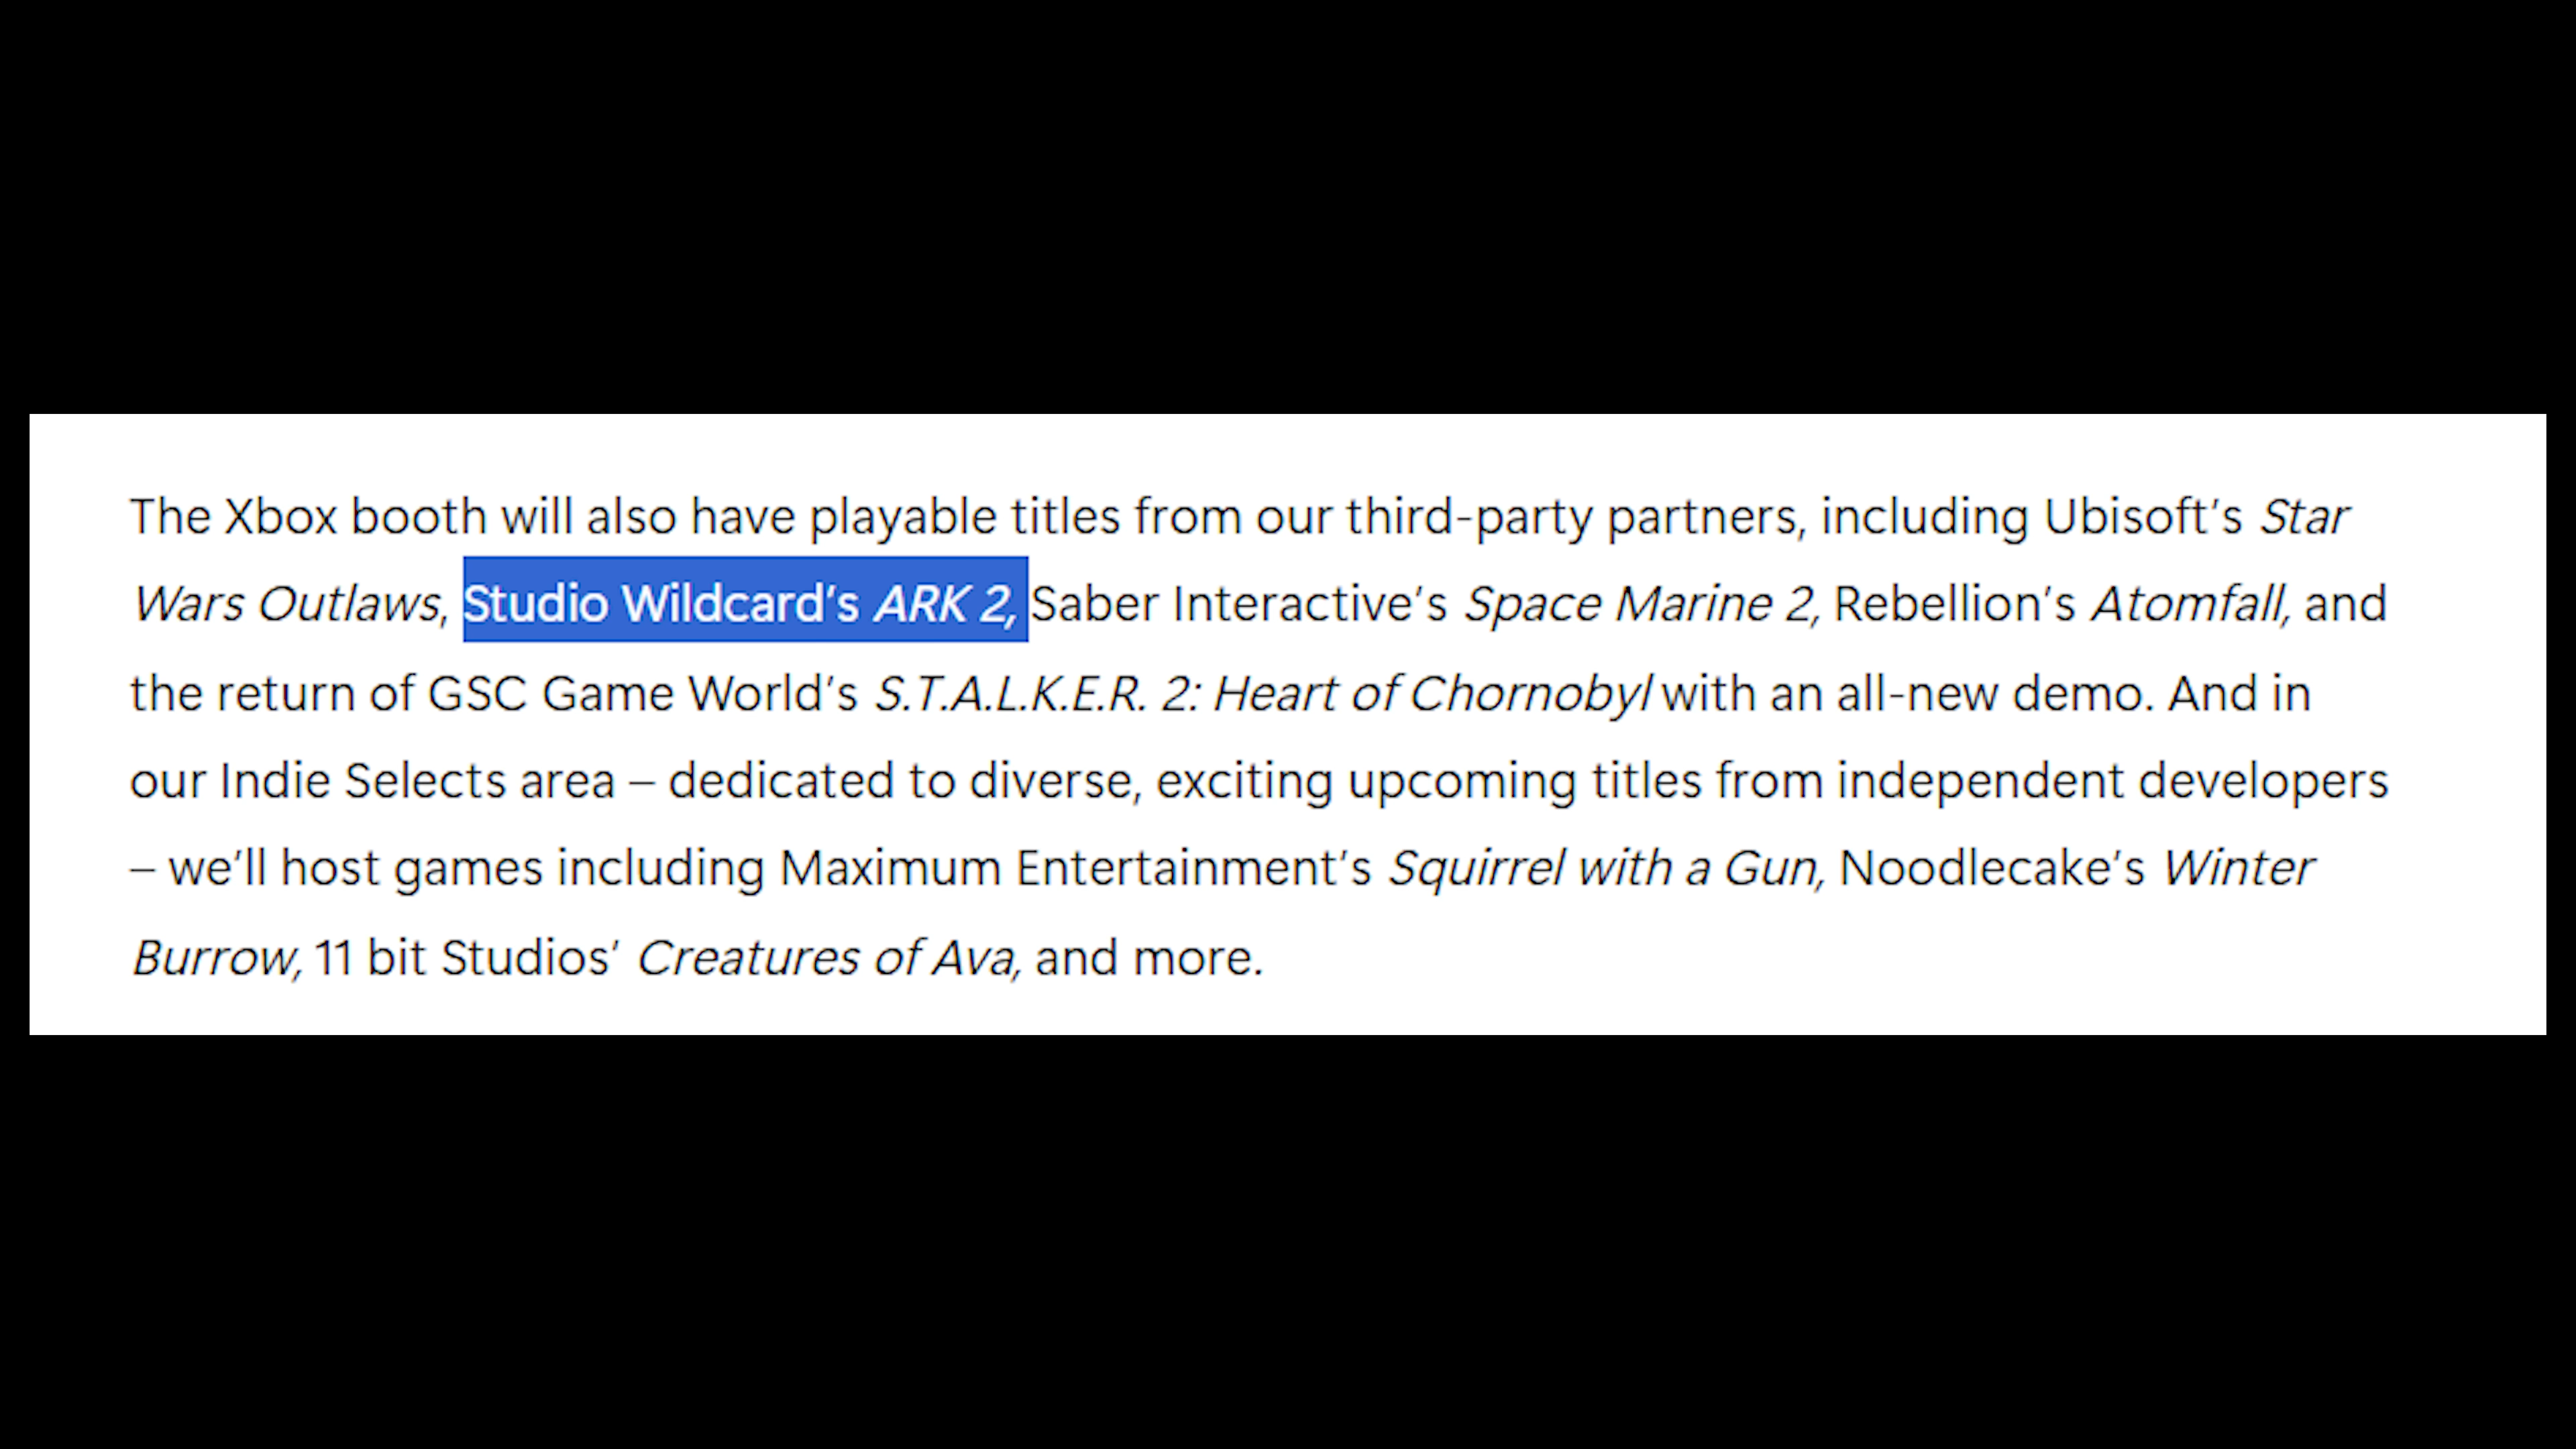 The Xbox booth will also have playable titles from our third-party partners, including Ubisoft’s Star
Wars Outlaws, Studio Wildcard’s ARK 2, Saber Interactive’s Space Marine 2, Rebellion’s Atomfall, and
the return of GSC Game World’s S.T.A.L.K.E.R. 2: Heart of Chornobyl with an all-new demo. And in
our Indie Selects area – dedicated to diverse, exciting upcoming titles from independent developers
– we’ll host games including Maximum Entertainment’s Squirrel with a Gun, Noodlecake’s Winter
Burrow, 11 bit Studios’ Creatures of Ava, and more.